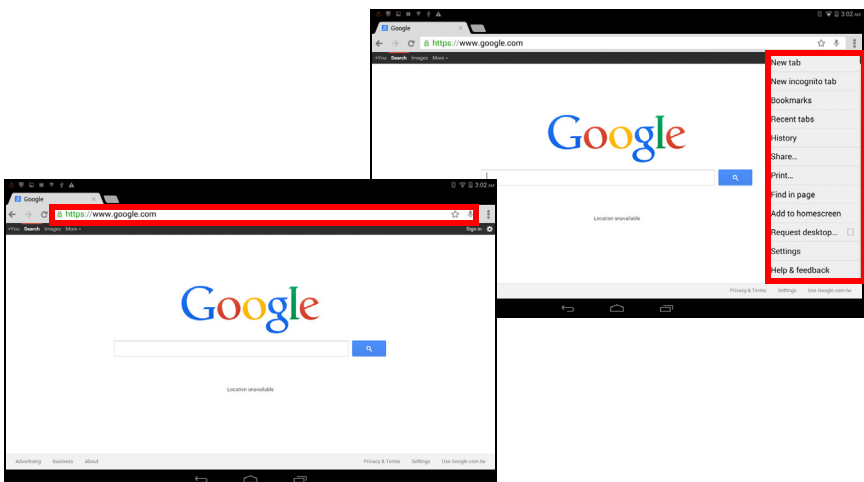 3:02 AM
Google
https://www.google.com
+You Search Images More
New tab
New incognito tab
Bookmarks
Recent tabs
History
Share...
Print...
Find in page
Add to homescreen
Request desktop...
Settings
Help & feedback
Google
Location unavailable
Privacy & Terms Settings Use Google.com.tw
3:02 AM
Google
https://www.google.com
+You Search Images More
Sign in
Google
Location unavailable
Advertising Business About
Privacy & Terms Settings Use Google.com.tw